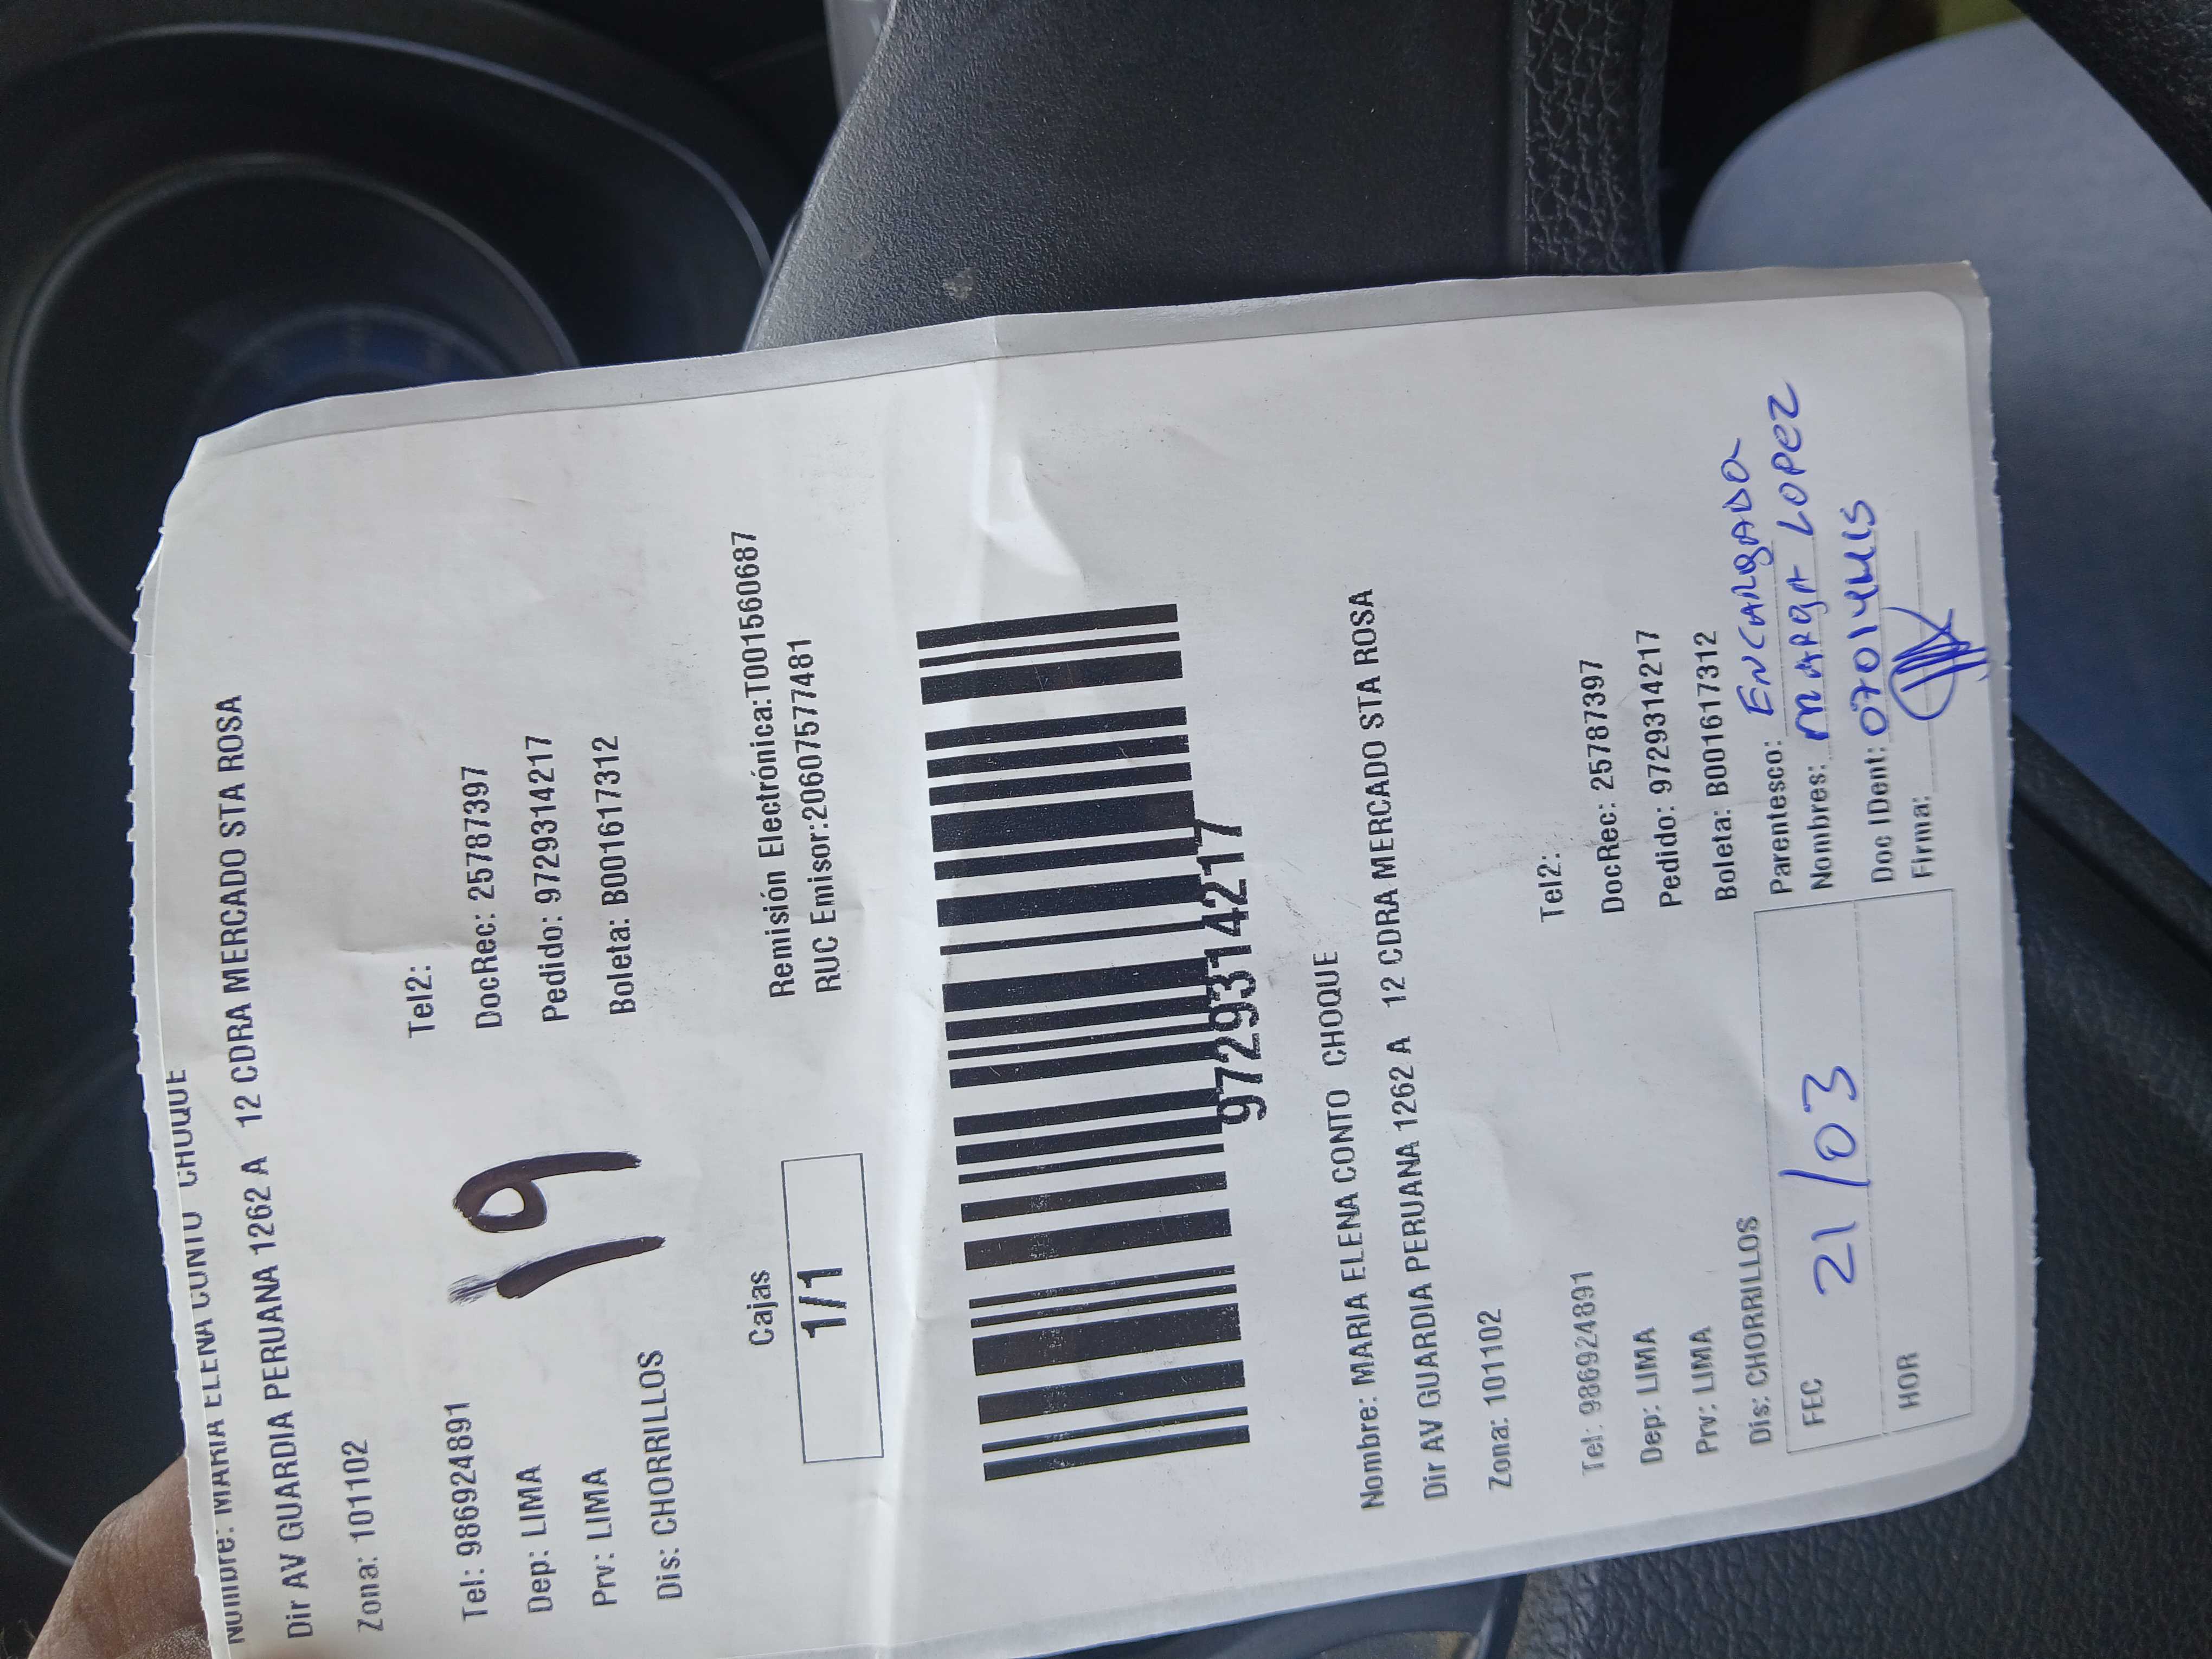 Nombre: MARIA ELENA CONTO CHOQUE
Dir AV GUARDIA PERUANA 1262 A 12 CDRA MERCADO STA ROSA
Zona: 101102
Tel: 986924891 Tel2:
Dep: LIMA DocRec: 25787397
Prv: LIMA Pedido: 972931 4217
Dis: CHORRILLOS Boleta: B001617312
19
Cajas
1/1
Remisión Electrónica:T001560687
RUC Emisor:20607577481
9729314217
Nombre: MARIA ELENA CONTO CHOQUE
Dir AV GUARDIA PERUANA 1262 A 12 CDRA MERCADO STA ROSA
Zona: 101102
Tel: 986924891 Tel2:
Dep: LIMA DocRec: 25787397
Prv: LIMA Pedido: 9729314217
Dis: CHORRILLOS Boleta: B001617312
FEC 21/03
HOR
Parentesco: ENCARGADA
Nombres: MARGA LOPEZ
Doc IDent:
Firma: